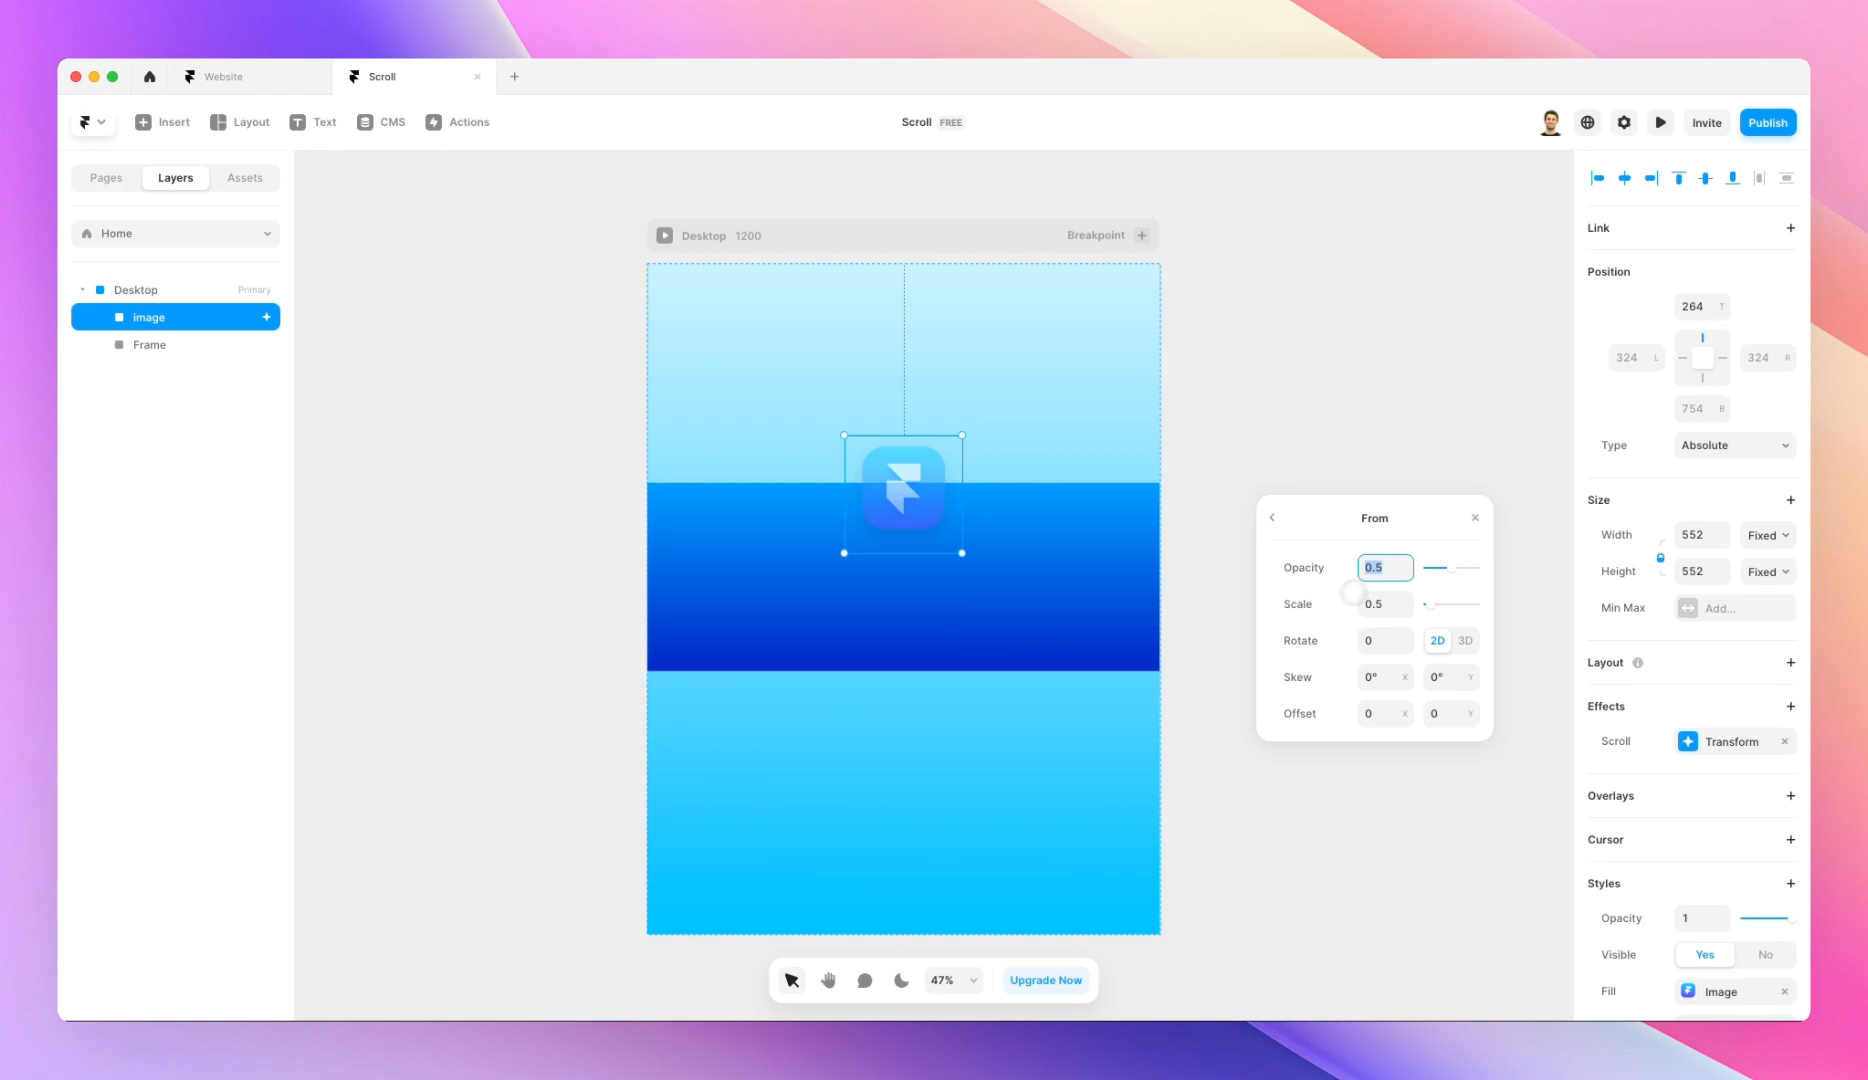 Website
Scroll
Insert
Layout
Text
CMS
Actions
Scroll FREE
Invite
Publish
Pages
Layers
Assets
Home
Desktop
Primary
image
Frame
Desktop 1200
Breakpoint
From
Opacity 0.5
Scale 0.5
Rotate 0 2D 3D
Skew 0° X 0° Y
Offset 0 X 0 Y
47%
Upgrade Now
Link
Position
264 T
324 L
324 R
754 B
Type Absolute
Size
Width 552 Fixed
Height 552 Fixed
Min Max Add...
Layout
Effects
Scroll Transform
Overlays
Cursor
Styles
Opacity 1
Visible Yes No
Fill Image